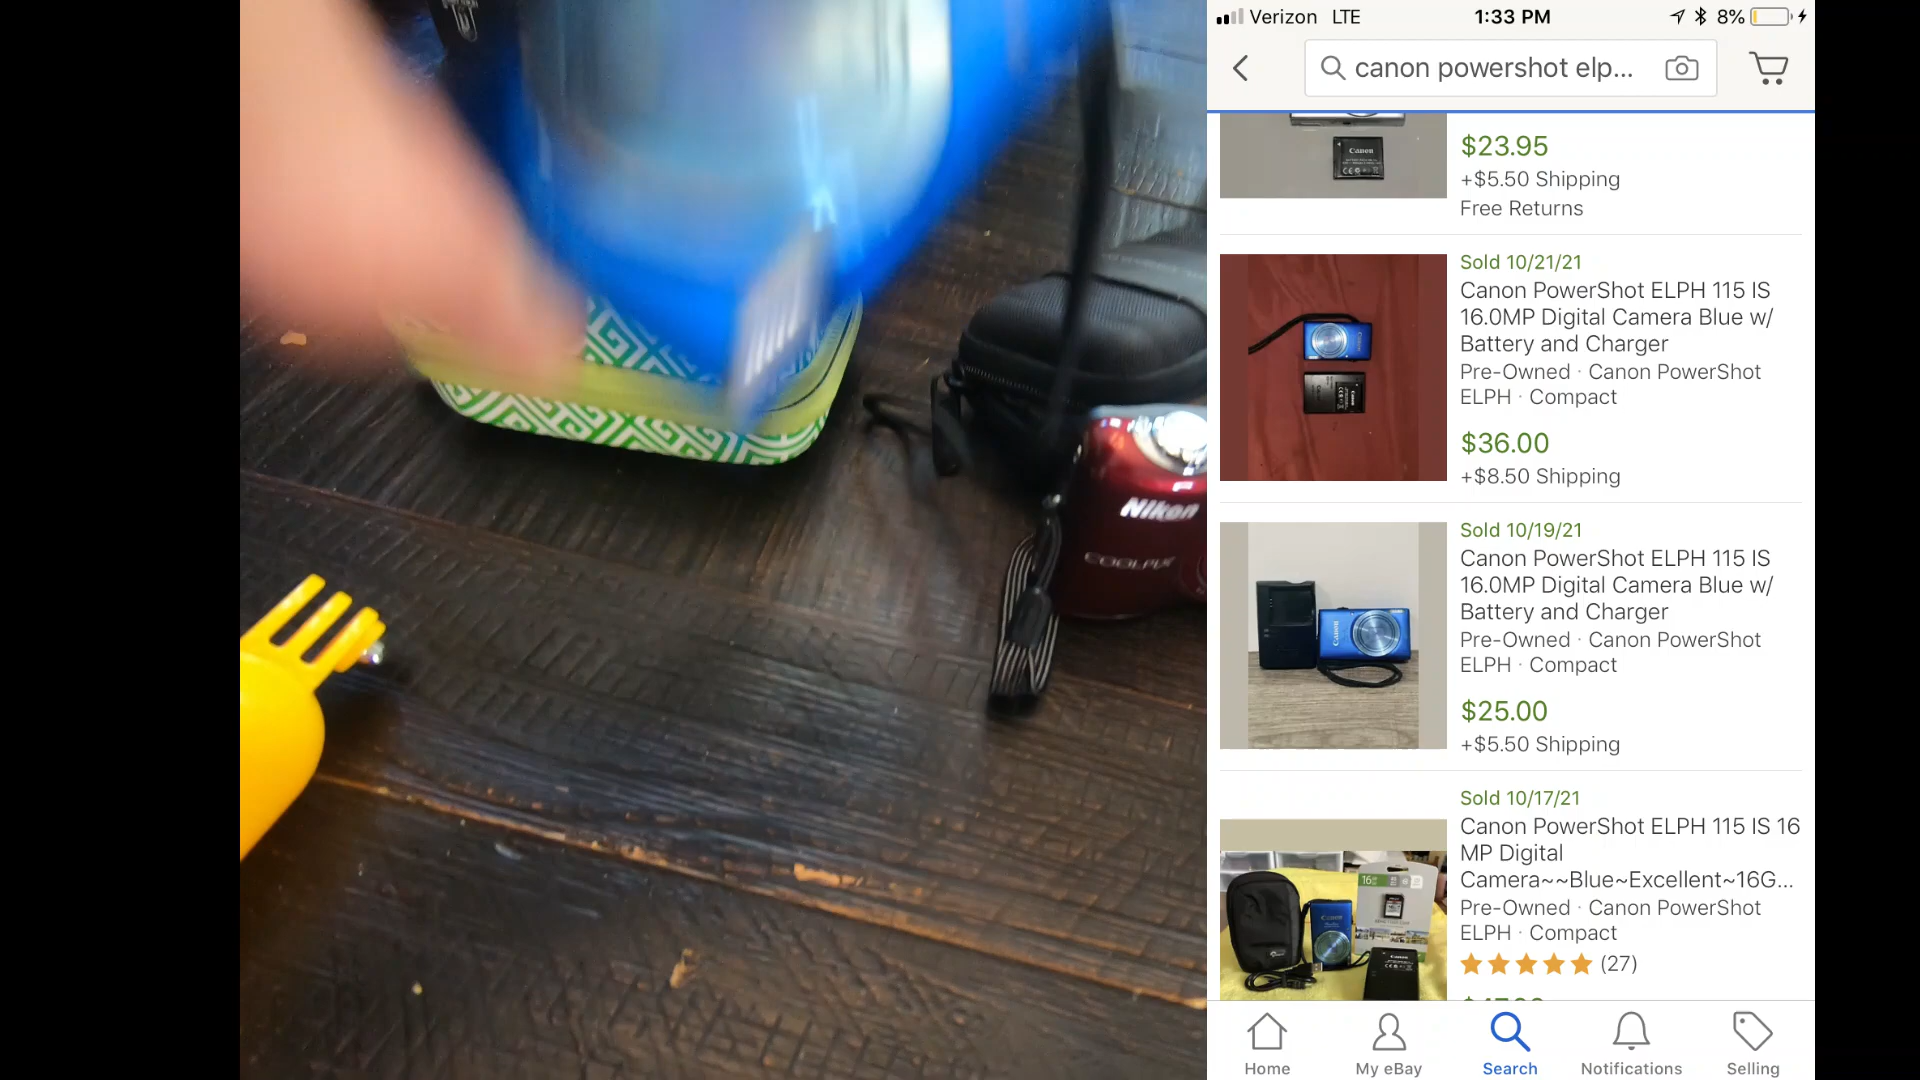 Nikon
COOLPIX
Verizon LTE
1:33 PM
8%
canon powershot elp...
$23.95
+$5.50 Shipping
Free Returns
Canon
Sold 10/21/21
Canon PowerShot ELPH 115 IS
16.0MP Digital Camera Blue w/
Battery and Charger
Pre-Owned · Canon PowerShot
ELPH · Compact
$36.00
+$8.50 Shipping
Sold 10/19/21
Canon PowerShot ELPH 115 IS
16.0MP Digital Camera Blue w/
Battery and Charger
Pre-Owned · Canon PowerShot
ELPH · Compact
$25.00
+$5.50 Shipping
Sold 10/17/21
Canon PowerShot ELPH 115 IS 16
MP Digital
Camera~~Blue~Excellent~16G...
Pre-Owned · Canon PowerShot
ELPH · Compact
(27)
Home
My eBay
Search
Notifications
Selling